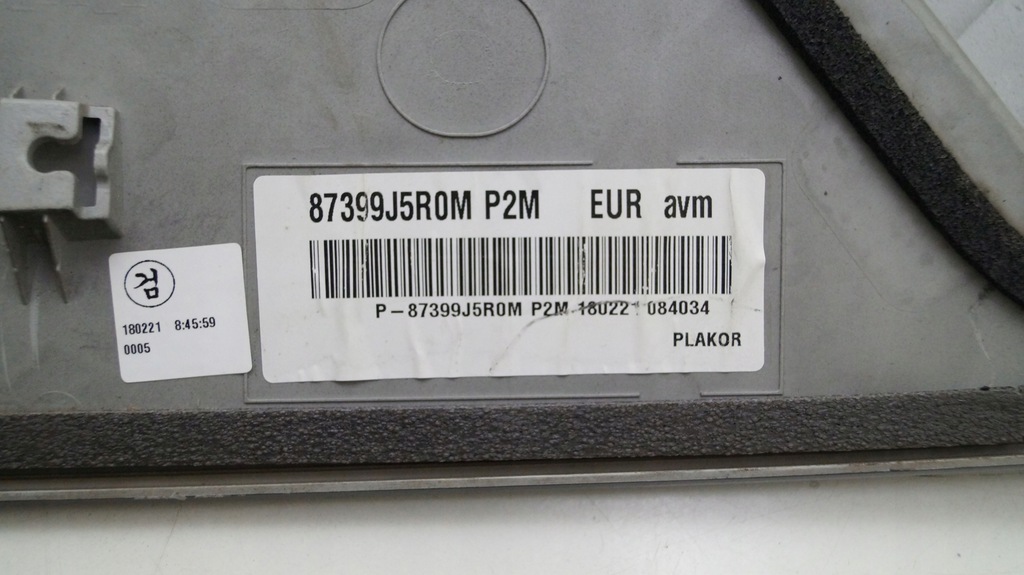 87399J5R0M P2M EUR avm
P-87399J5R0M P2M 180221 084034
PLAKOR
검
180221 8:45:59
0005